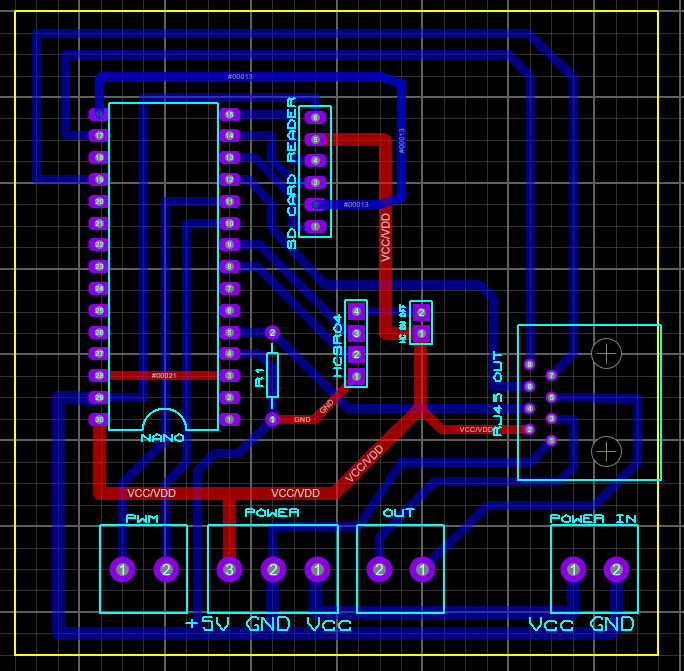 #00013
16 15
17 14
18 13
19 12
20 11
21 10
22 9
23 8
24 7
25 6
26 5
27 4
28 #00021 3
29 2
30 1
NANO
SD CARD READER
6
5
4
3
1
#00013
#00013
VCC/VDD
HCSR04
4
3
2
1
HC ON OFF
2
1
R1
2
1
GND
GND
RJ45 OUT
8
7
6
5
4
3
2
VCC/VDD
VCC/VDD
VCC/VDD
VCC/VDD
PWM
1 2
POWER
3 2 1
+5V GND Vcc
OUT
2 1
POWER IN
1 2
Vcc GND